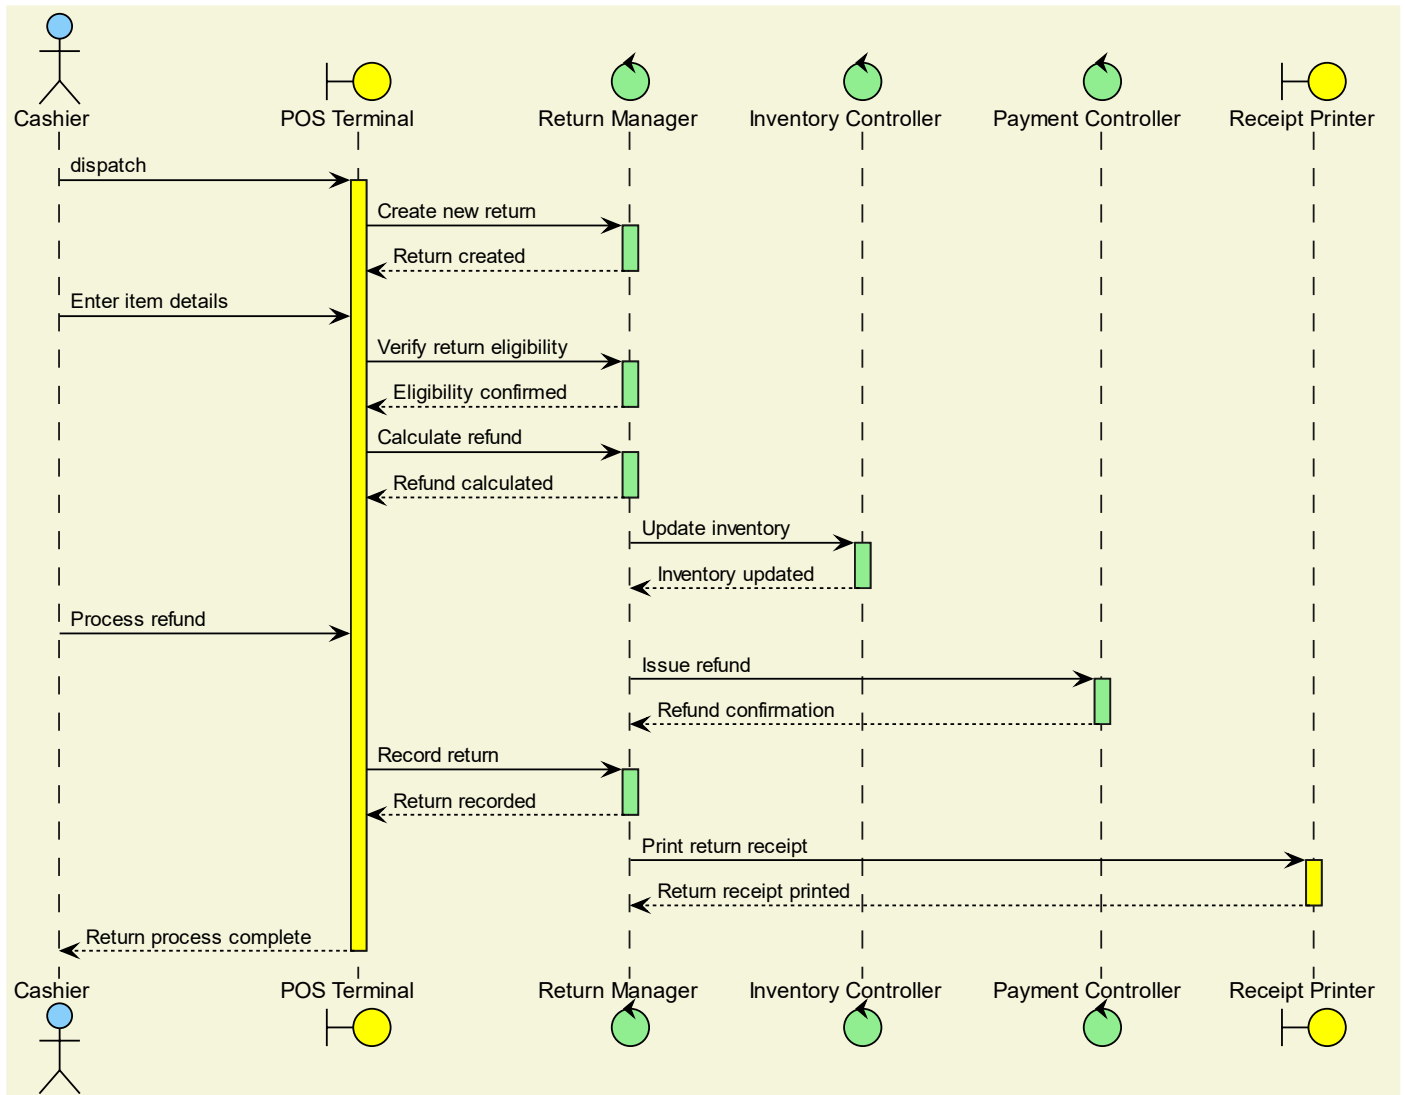 Cashier
POS Terminal
Return Manager
Inventory Controller
Payment Controller
Receipt Printer
dispatch
Create new return
Return created
Enter item details
Verify return eligibility
Eligibility confirmed
Calculate refund
Refund calculated
Update inventory
Inventory updated
Process refund
Issue refund
Refund confirmation
Record return
Return recorded
Print return receipt
Return receipt printed
Return process complete
Cashier
POS Terminal
Return Manager
Inventory Controller
Payment Controller
Receipt Printer